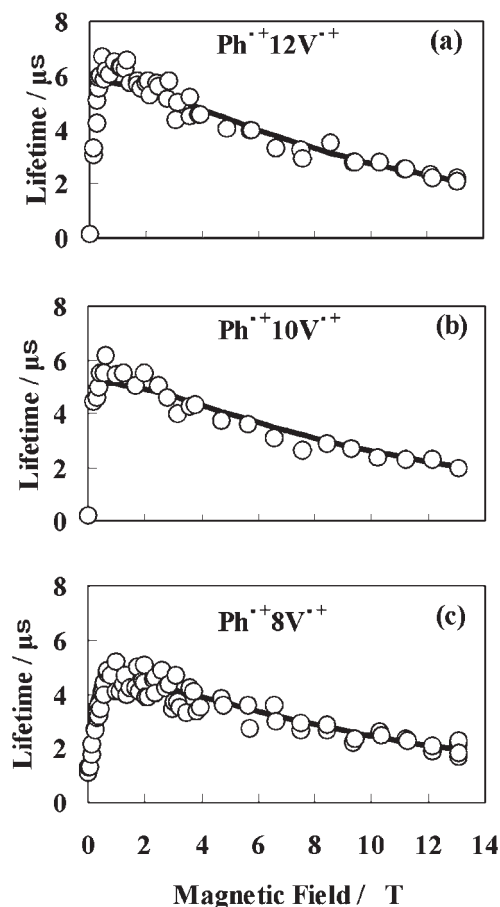 8
(a)
Ph˙⁺12V˙⁺
6
4
2
0
Lifetime / μs
8
(b)
Ph˙⁺10V˙⁺
6
4
2
0
Lifetime / μs
8
(c)
Ph˙⁺8V˙⁺
6
4
2
0
Lifetime / μs
0 2 4 6 8 10 12 14
Magnetic Field / T